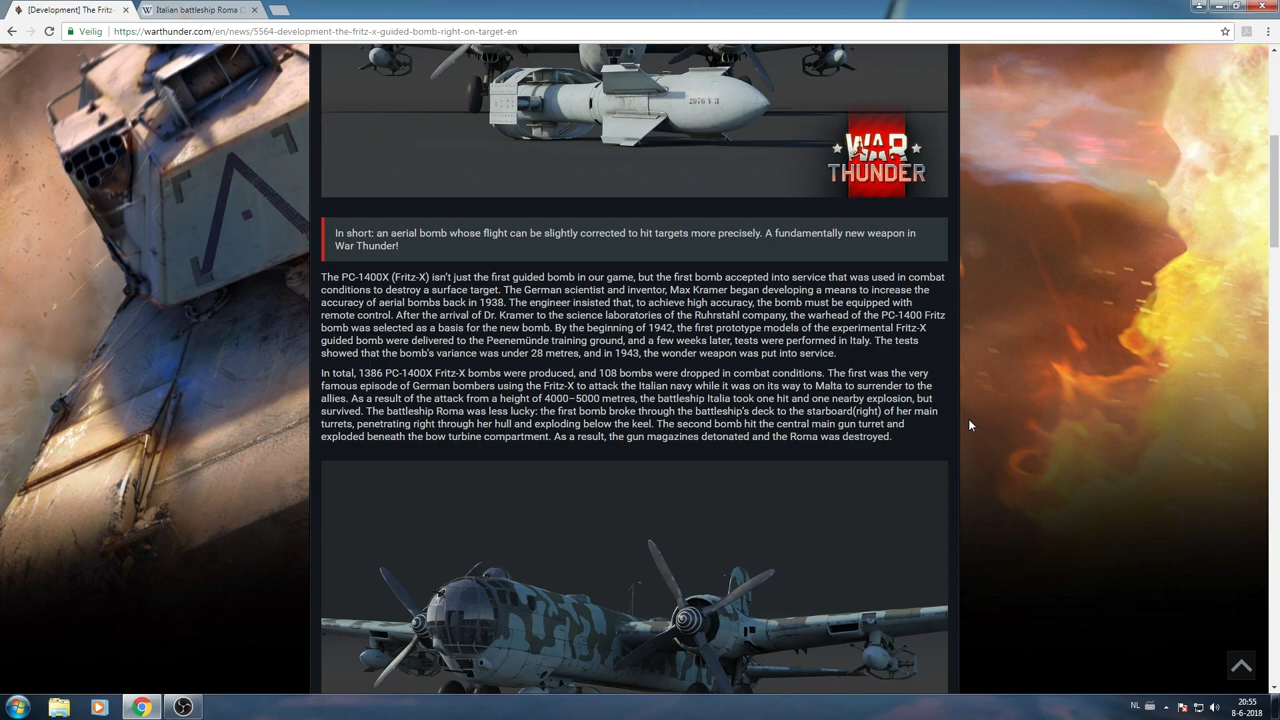 [Development] The Fritz-
Italian battleship Roma (
Veilig
https://warthunder.com/en/news/5564-development-the-fritz-x-guided-bomb-right-on-target-en
2976 V 3
WAR
THUNDER
In short: an aerial bomb whose flight can be slightly corrected to hit targets more precisely. A fundamentally new weapon in
War Thunder!
The PC-1400X (Fritz-X) isn't just the first guided bomb in our game, but the first bomb accepted into service that was used in combat
conditions to destroy a surface target. The German scientist and inventor, Max Kramer began developing a means to increase the
accuracy of aerial bombs back in 1938. The engineer insisted that, to achieve high accuracy, the bomb must be equipped with
remote control. After the arrival of Dr. Kramer to the science laboratories of the Ruhrstahl company, the warhead of the PC-1400 Fritz
bomb was selected as a basis for the new bomb. By the beginning of 1942, the first prototype models of the experimental Fritz-X
guided bomb were delivered to the Peenemünde training ground, and a few weeks later, tests were performed in Italy. The tests
showed that the bomb's variance was under 28 metres, and in 1943, the wonder weapon was put into service.
In total, 1386 PC-1400X Fritz-X bombs were produced, and 108 bombs were dropped in combat conditions. The first was the very
famous episode of German bombers using the Fritz-X to attack the Italian navy while it was on its way to Malta to surrender to the
allies. As a result of the attack from a height of 4000–5000 metres, the battleship Italia took one hit and one nearby explosion, but
survived. The battleship Roma was less lucky: the first bomb broke through the battleship's deck to the starboard(right) of her main
turrets, penetrating right through her hull and exploding below the keel. The second bomb hit the central main gun turret and
exploded beneath the bow turbine compartment. As a result, the gun magazines detonated and the Roma was destroyed.
NL
20:55
8-6-2018